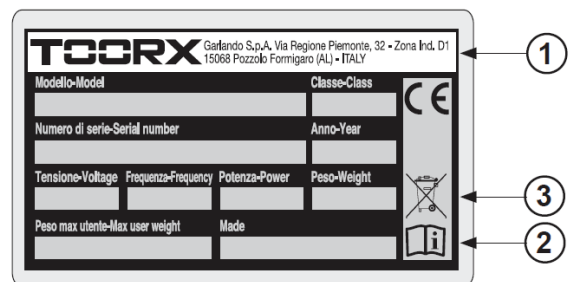 TOORX
Garlando S.p.A. Via Regione Piemonte, 32 - Zona Ind. D1
15068 Pozzolo Formigaro (AL) - ITALY
1
Modello-Model Classe-Class
CE
Numero di serie-Serial number Anno-Year
Tensione-Voltage Frequenza-Frequency Potenza-Power Peso-Weight
3
Peso max utente-Max user weight Made
i
2